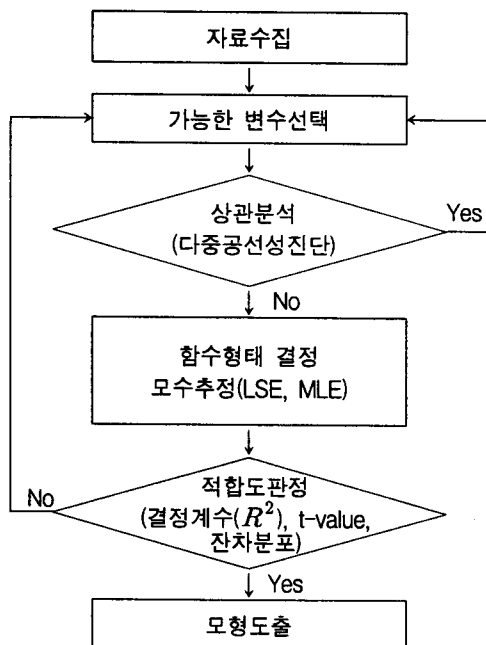 자료수집
가능한 변수선택
상관분석
(다중공선성진단)
Yes
No
함수형태 결정
모수추정(LSE, MLE)
적합도판정
(결정계수(R²), t-value,
잔차분포)
No
Yes
모형도출